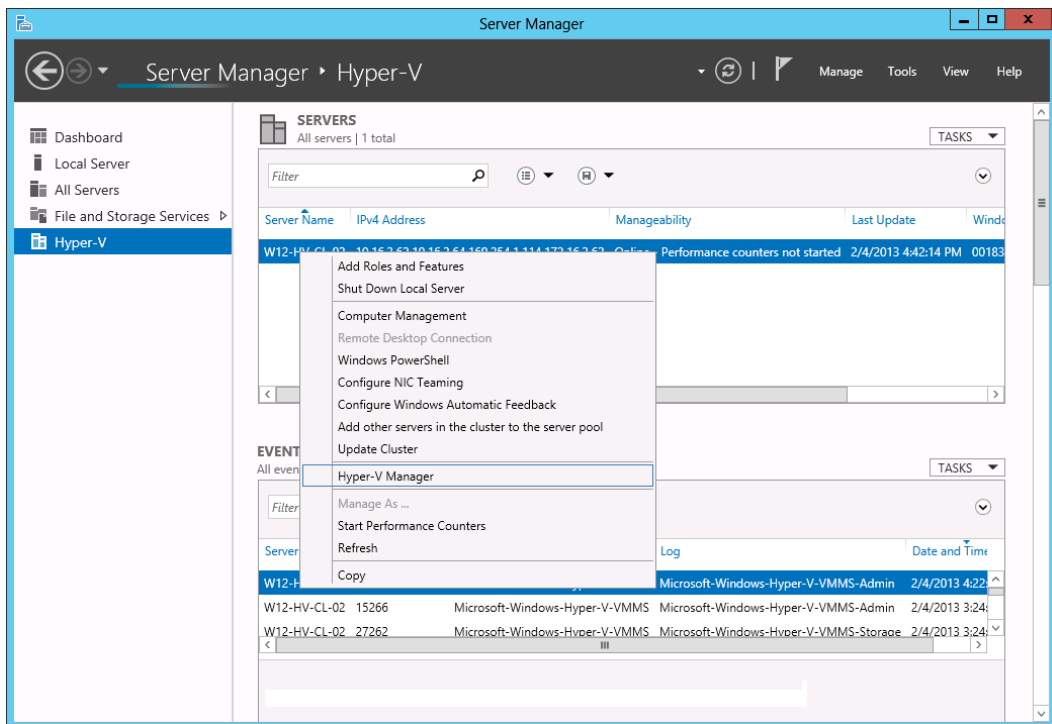 Server Manager
Server Manager • Hyper-V
Manage Tools View Help
Dashboard
Local Server
All Servers
File and Storage Services
Hyper-V
SERVERS
All servers | 1 total
TASKS
Filter
Server Name IPv4 Address Manageability Last Update
W12-HV-CL-02 Online - Performance counters not started 2/4/2013 4:42:14 PM 00183
Add Roles and Features
Shut Down Local Server
Computer Management
Remote Desktop Connection
Windows PowerShell
Configure NIC Teaming
Configure Windows Automatic Feedback
Add other servers in the cluster to the server pool
Update Cluster
Hyper-V Manager
Manage As ...
Start Performance Counters
Refresh
Copy
EVENT
All even
TASKS
Filter
Server Log Date and Time
W12-H Microsoft-Windows-Hyper-V-VMMS-Admin 2/4/2013 4:22:
W12-HV-CL-02 15266 Microsoft-Windows-Hyper-V-VMMS Microsoft-Windows-Hyper-V-VMMS-Admin 2/4/2013 3:24:
W12-HV-CL-02 27262 Microsoft-Windows-Hyper-V-VMMS Microsoft-Windows-Hyper-V-VMMS-Storage 2/4/2013 3:24: